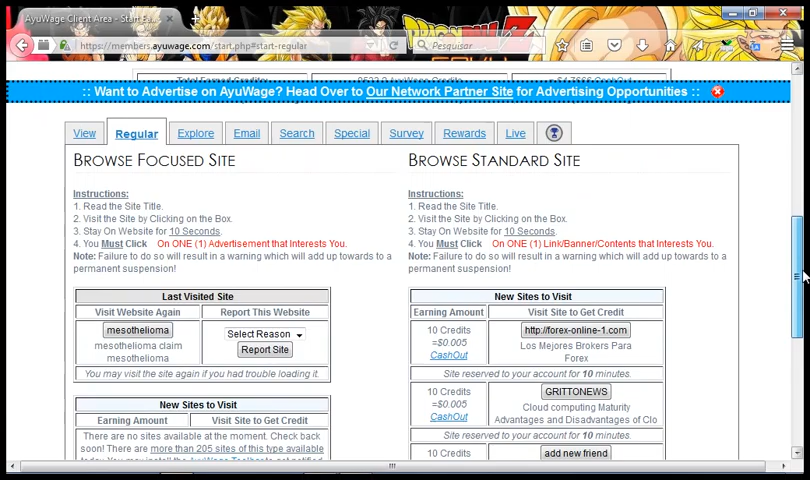 AyuWage Client Area - Start Ea...
https://members.ayuwage.com/start.php#start-regular
Pesquisar
Total Earned Credits:
:: Want to Advertise on AyuWage? Head Over to Our Network Partner Site for Advertising Opportunities ::
View Regular Explore Email Search Special Survey Rewards Live
Browse Focused Site
Instructions:
1. Read the Site Title.
2. Visit the Site by Clicking on the Box.
3. Stay On Website for 10 Seconds.
4. You Must Click On ONE (1) Advertisement that Interests You.
Note: Failure to do so will result in a warning which will add up towards to a
permanent suspension!
Last Visited Site
Visit Website Again Report This Website
mesothelioma Select Reason
mesothelioma claim Report Site
mesothelioma
You may visit the site again if you had trouble loading it.
New Sites to Visit
Earning Amount Visit Site to Get Credit
There are no sites available at the moment. Check back
soon! There are more than 205 sites of this type available
Browse Standard Site
Instructions:
1. Read the Site Title.
2. Visit the Site by Clicking on the Box.
3. Stay On Website for 10 Seconds.
4. You Must Click On ONE (1) Link/Banner/Contents that Interests You.
Note: Failure to do so will result in a warning which will add up towards to a
permanent suspension!
New Sites to Visit
Earning Amount Visit Site to Get Credit
10 Credits http://forex-online-1.com
=$0.005 Los Mejores Brokers Para
CashOut Forex
Site reserved to your account for 10 minutes.
10 Credits GRITTONEWS
=$0.005 Cloud computing Maturity
CashOut Advantages and Disadvantages of Clo
Site reserved to your account for 10 minutes.
10 Credits add new friend